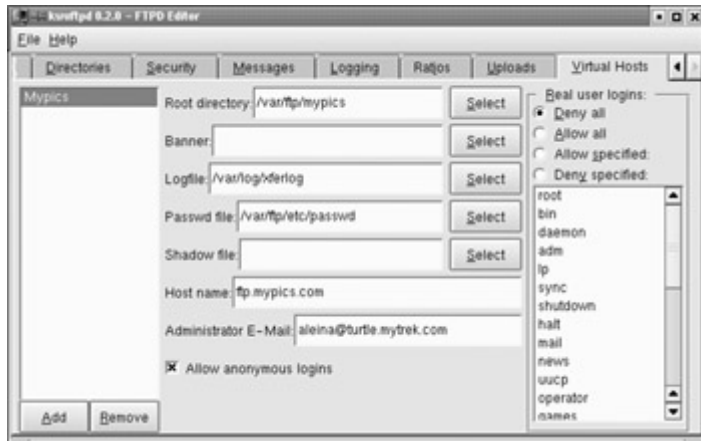 kwuftpd 0.2.0 - FTPD Editor
File Help
Directories Security Messages Logging Ratios Uploads Virtual Hosts
Mypics
Root directory: /var/ftp/mypics Select
Banner: Select
Logfile: /var/log/xferlog Select
Passwd file: /var/ftp/etc/passwd Select
Shadow file: Select
Host name: ftp.mypics.com
Administrator E-Mail: aleina@turtle.mytrek.com
Allow anonymous logins
Add Remove
Real user logins:
Deny all
Allow all
Allow specified:
Deny specified:
root
bin
daemon
adm
lp
sync
shutdown
halt
mail
news
uucp
operator
games